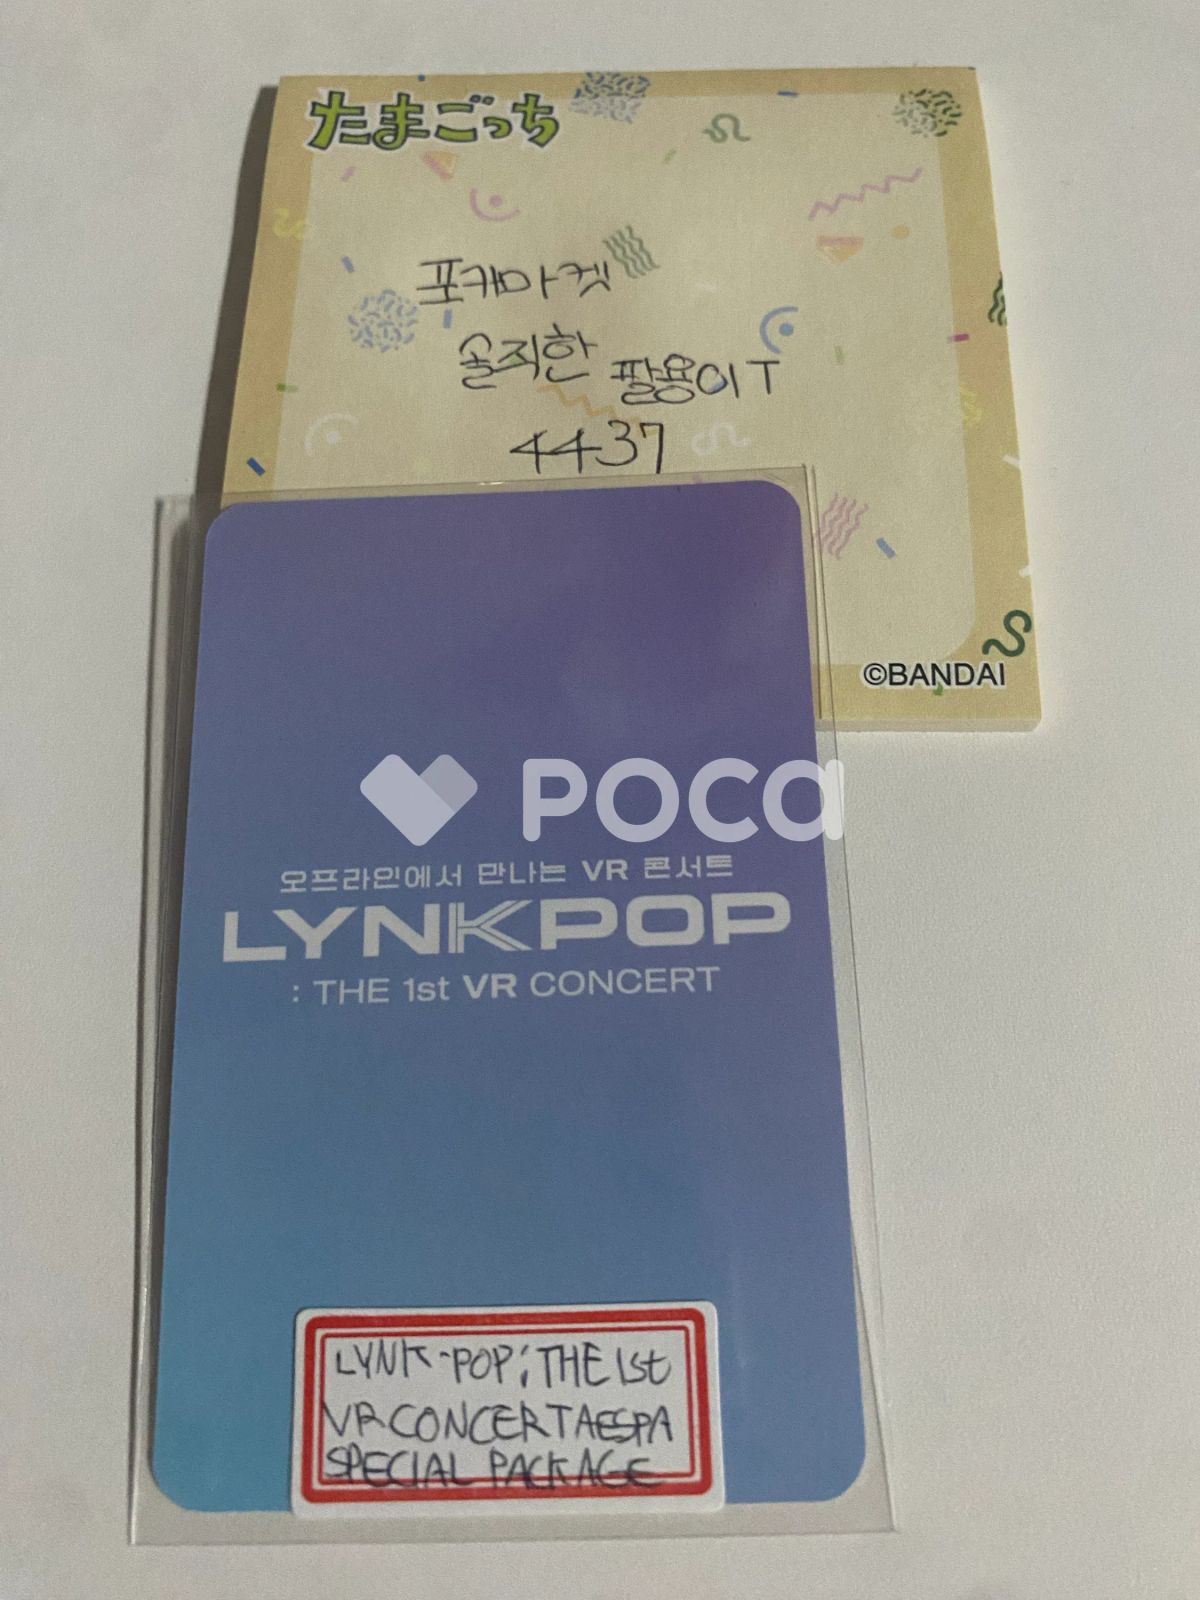 たまごっち
포카마켓
솔직한 팔용이 T
4437
©BANDAI
POCA
오프라인에서 만나는 VR 콘서트
LYNKPOP
: THE 1st VR CONCERT
LYNK-POP: THE 1st
VR CONCERT AESPA
SPECIAL PACKAGE